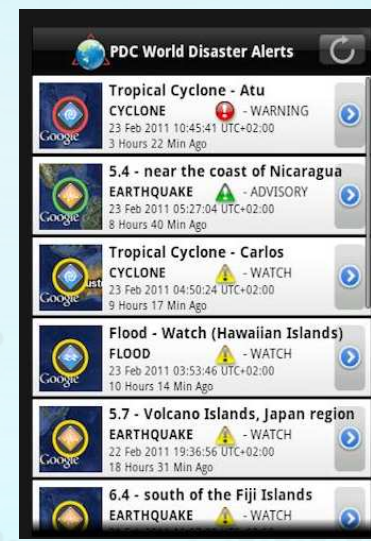 PDC World Disaster Alerts
Tropical Cyclone - Atu
CYCLONE - WARNING
23 Feb 2011 10:45:41 UTC+02:00
3 Hours 22 Min Ago
Google
5.4 - near the coast of Nicaragua
EARTHQUAKE - ADVISORY
23 Feb 2011 05:27:04 UTC+02:00
8 Hours 40 Min Ago
Google
Tropical Cyclone - Carlos
CYCLONE - WATCH
23 Feb 2011 04:50:24 UTC+02:00
9 Hours 17 Min Ago
Google
Flood - Watch (Hawaiian Islands)
FLOOD - WATCH
23 Feb 2011 03:53:46 UTC+02:00
10 Hours 14 Min Ago
Google
5.7 - Volcano Islands, Japan region
EARTHQUAKE - WATCH
22 Feb 2011 19:36:56 UTC+02:00
18 Hours 31 Min Ago
Google
6.4 - south of the Fiji Islands
EARTHQUAKE - WATCH